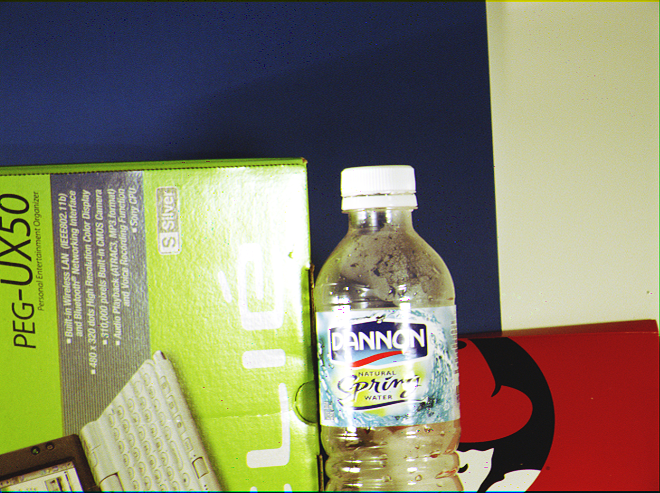 PEG-UX50
Personal Entertainment Organizer
• Built-in Wireless LAN (IEEE802.11b)
and Bluetooth® Networking Interface
• 480 x 320 dots High Resolution Color Display
• 310,000 pixels Built-in CMOS Camera
• Audio Playback (ATRAC3, MP3 format)
and Voice Recording Function
• Sony CPU
S Silver
CLIÉ
DANNON
NATURAL
Spring
WATER